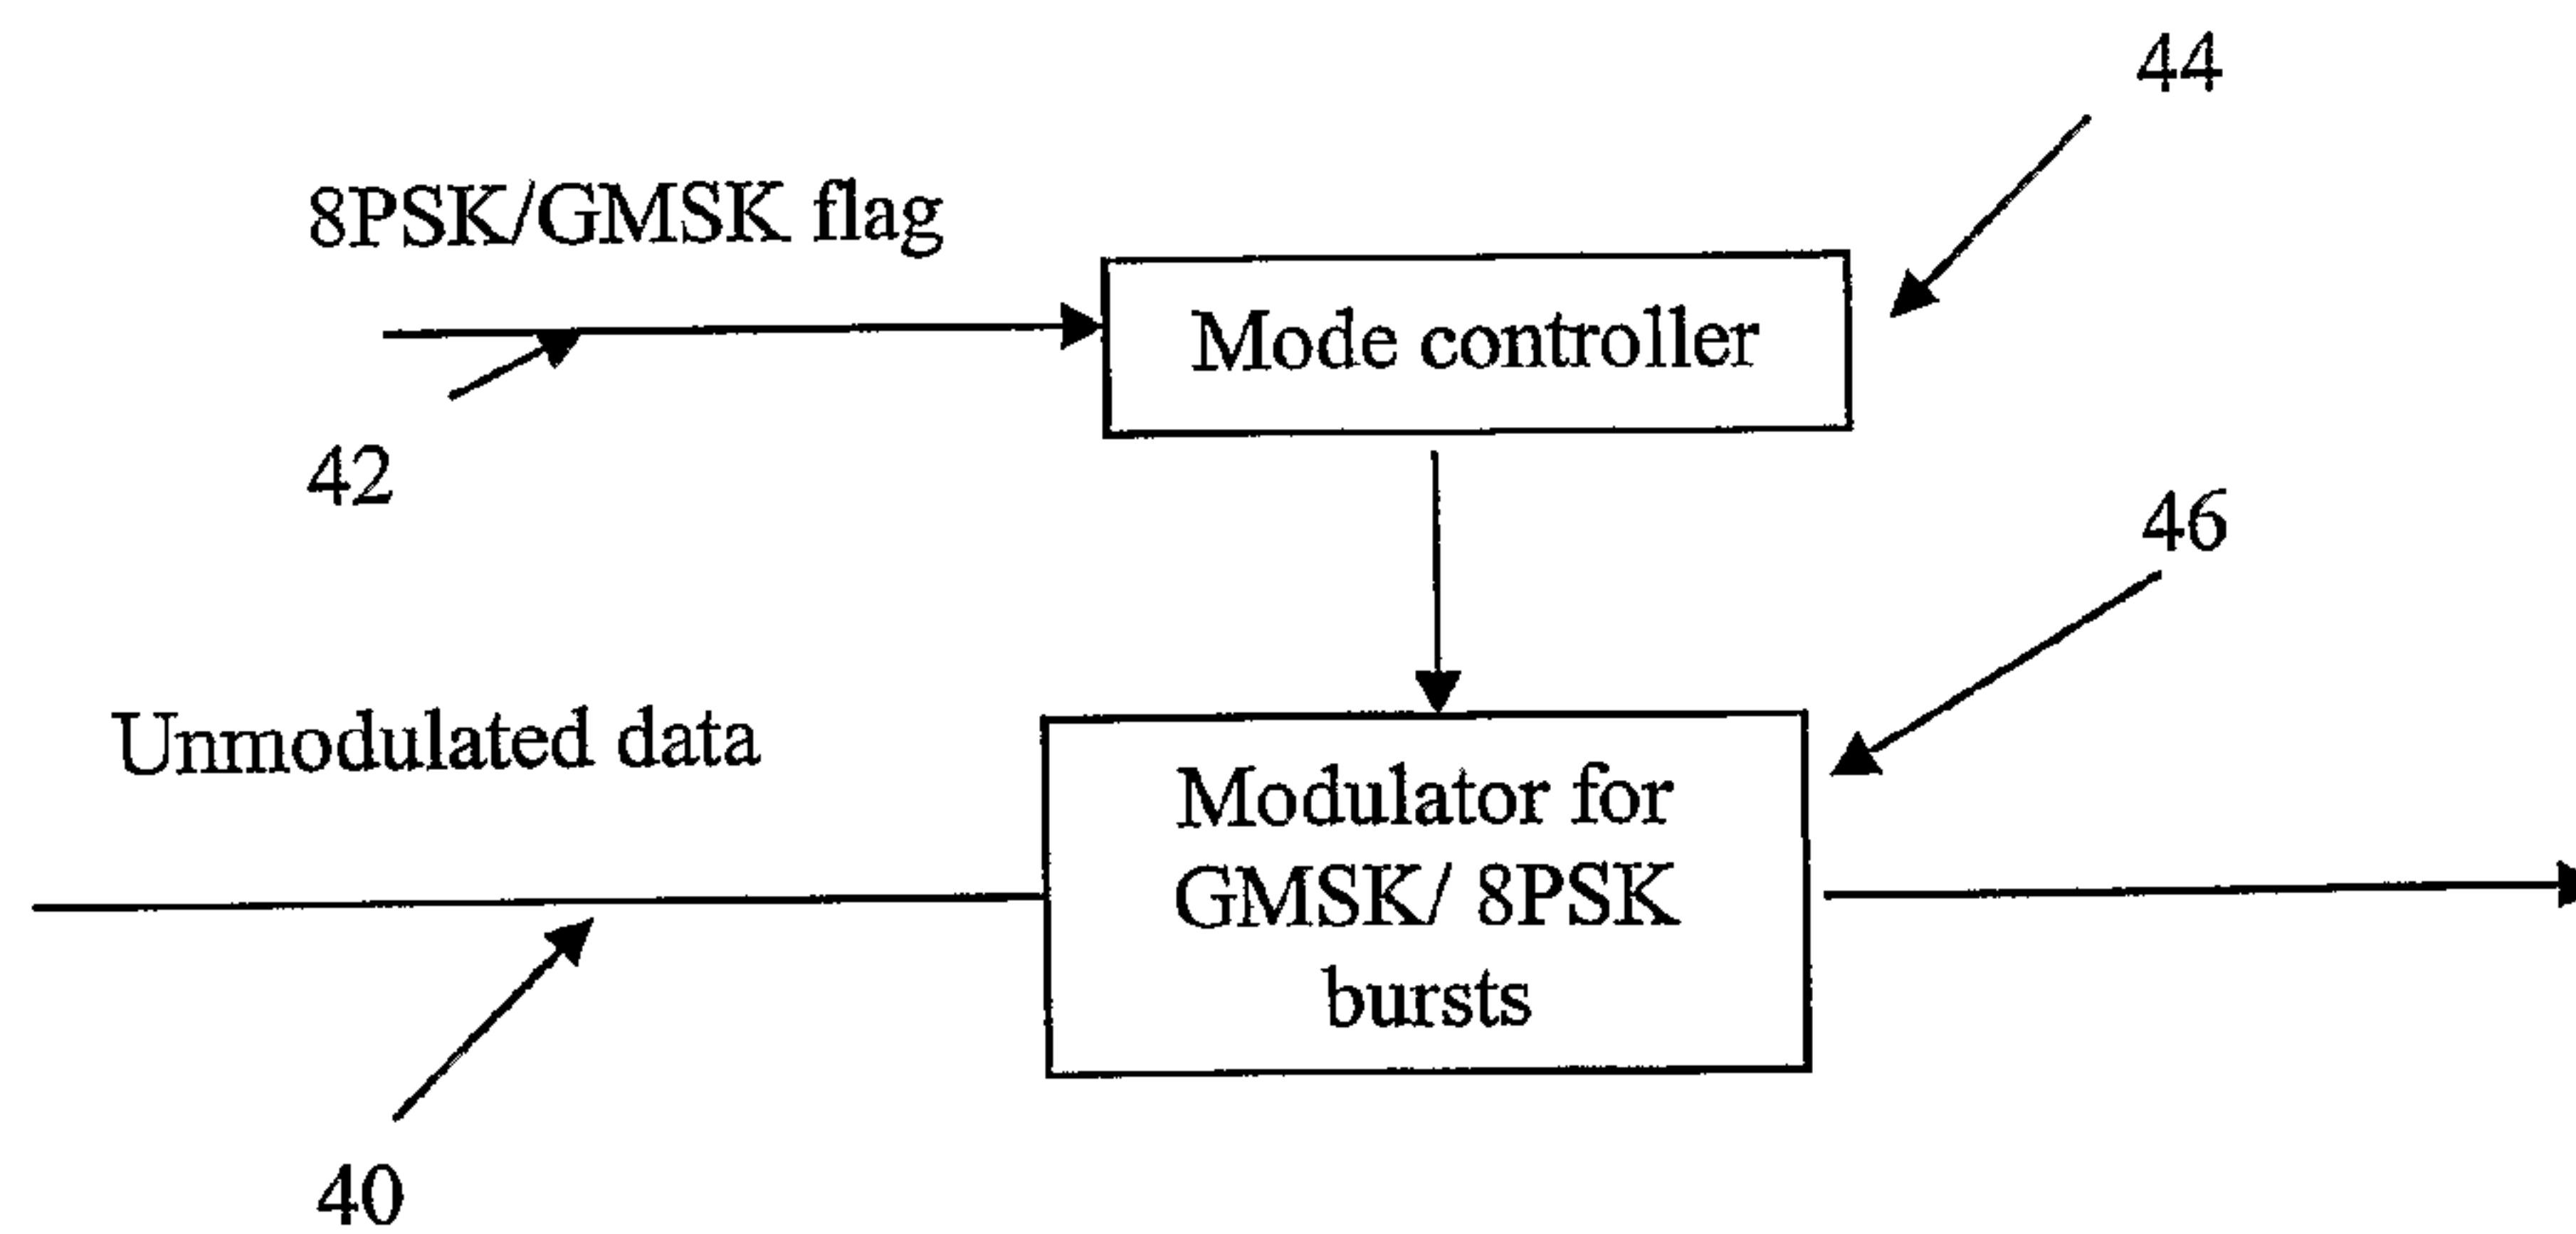 44
8PSK/GMSK flag
Mode controller
42
46
Unmodulated data
Modulator for
GMSK/ 8PSK
bursts
40